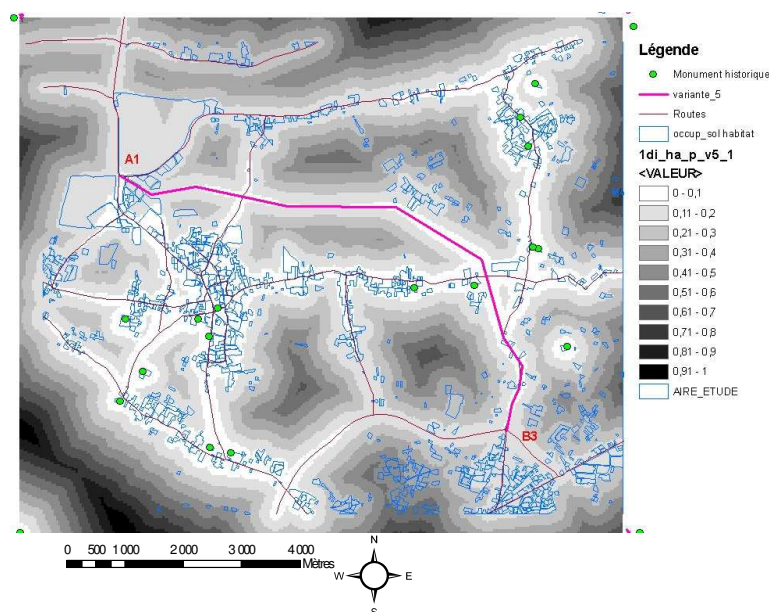 Légende
Monument historique
variante_5
Routes
occup_sol habitat
1di_ha_p_v5_1
<VALEUR>
0 - 0,1
0,11 - 0,2
0,21 - 0,3
0,31 - 0,4
0,41 - 0,5
0,51 - 0,6
0,61 - 0,7
0,71 - 0,8
0,81 - 0,9
0,91 - 1
AIRE_ETUDE
A1
B3
0 500 1 000 2 000 3 000 4 000
Mètres
N
W E
S